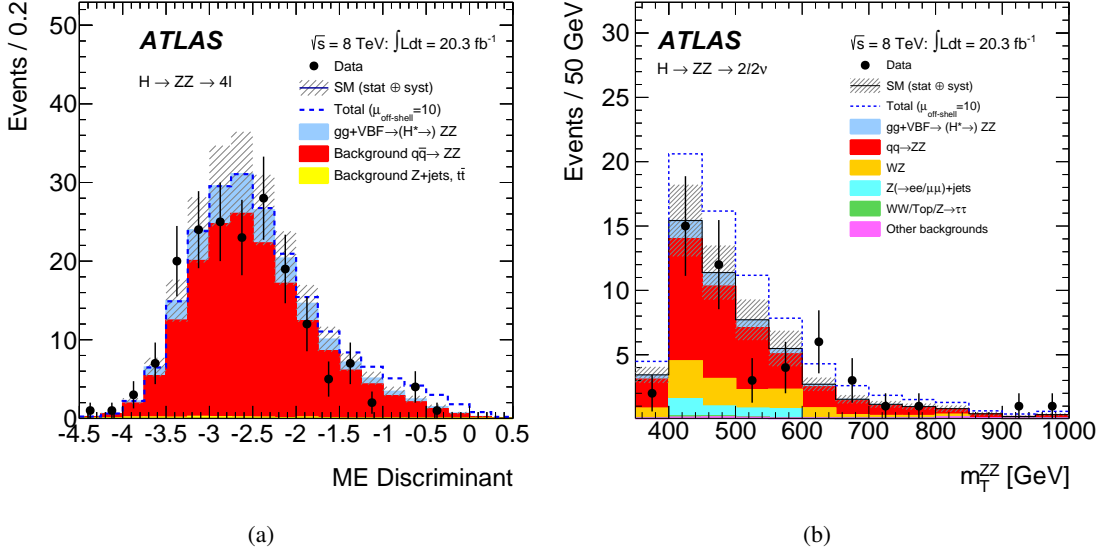 Events / 0.2
50
40
30
20
10
0
ATLAS
H → ZZ → 4l
√s = 8 TeV: ∫Ldt = 20.3 fb⁻¹
Data
SM (stat ⊕ syst)
Total (μoff-shell=10)
gg+VBF→(H*→) ZZ
Background qq̄→ ZZ
Background Z+jets, tt̄
-4.5 -4 -3.5 -3 -2.5 -2 -1.5 -1 -0.5 0 0.5
ME Discriminant
(a)
Events / 50 GeV
30
25
20
15
10
5
0
ATLAS
H → ZZ → 2l2ν
√s = 8 TeV: ∫Ldt = 20.3 fb⁻¹
Data
SM (stat ⊕ syst)
Total (μoff-shell=10)
gg+VBF→ (H*→) ZZ
qq→ZZ
WZ
Z(→ee/μμ)+jets
WW/Top/Z→ττ
Other backgrounds
400 500 600 700 800 900 1000
m_T^ZZ [GeV]
(b)